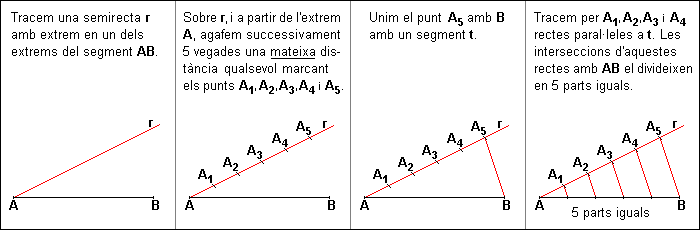 Tracem una semirecta r
amb extrem en un dels
extrems del segment AB.
r
A
B
Sobre r, i a partir de l'extrem
A, agafem successivament
5 vegades una mateixa dis-
tància qualsevol marcant
els punts A1,A2,A3,A4 i A5.
r
A5
A4
A3
A2
A1
A
B
Unim el punt A5 amb B
amb un segment t.
r
A5
A4
A3
A2
A1
A
B
Tracem per A1,A2,A3 i A4
rectes paral·leles a t. Les
interseccions d'aquestes
rectes amb AB el divideixen
en 5 parts iguals.
r
A5
A4
A3
A2
A1
A
B
5 parts iguals